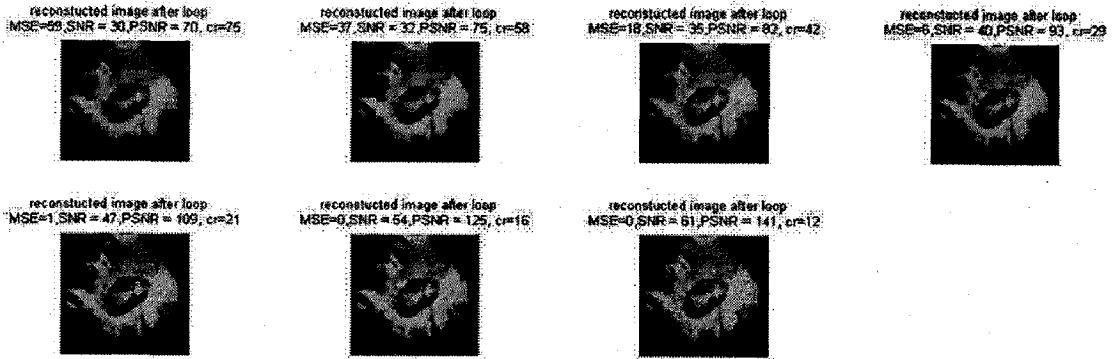 reconstucted image after loop
MSE=59,SNR = 30,PSNR = 70, cr=75
reconstucted image after loop
MSE=37,SNR = 32,PSNR = 75, cr=58
reconstucted image after loop
MSE=18,SNR = 35,PSNR = 82, cr=42
reconstucted image after loop
MSE=6,SNR = 40,PSNR = 93, cr=29
reconstucted image after loop
MSE=1,SNR = 47,PSNR = 109, cr=21
reconstucted image after loop
MSE=0,SNR = 54,PSNR = 125, cr=16
reconstucted image after loop
MSE=0,SNR = 61,PSNR = 141, cr=12